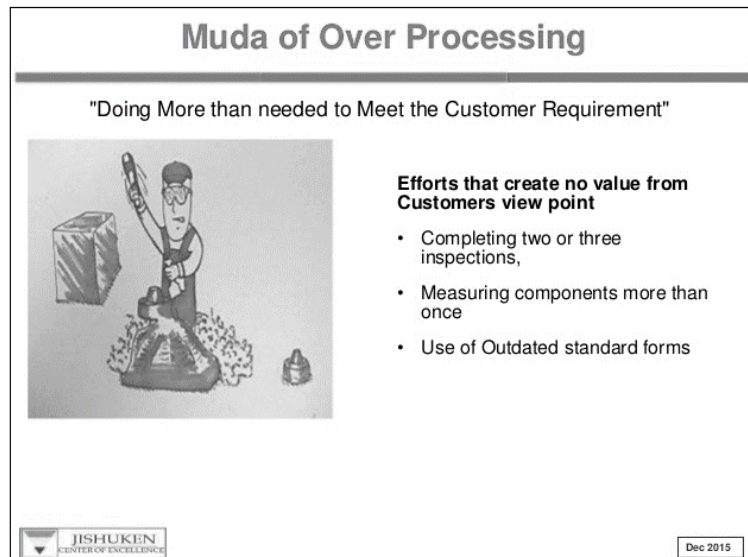 Muda of Over Processing
"Doing More than needed to Meet the Customer Requirement"
Efforts that create no value from
Customers view point
• Completing two or three
inspections,
• Measuring components more than
once
• Use of Outdated standard forms
JISHUKEN
CENTER OF EXCELLENCE
Dec 2015